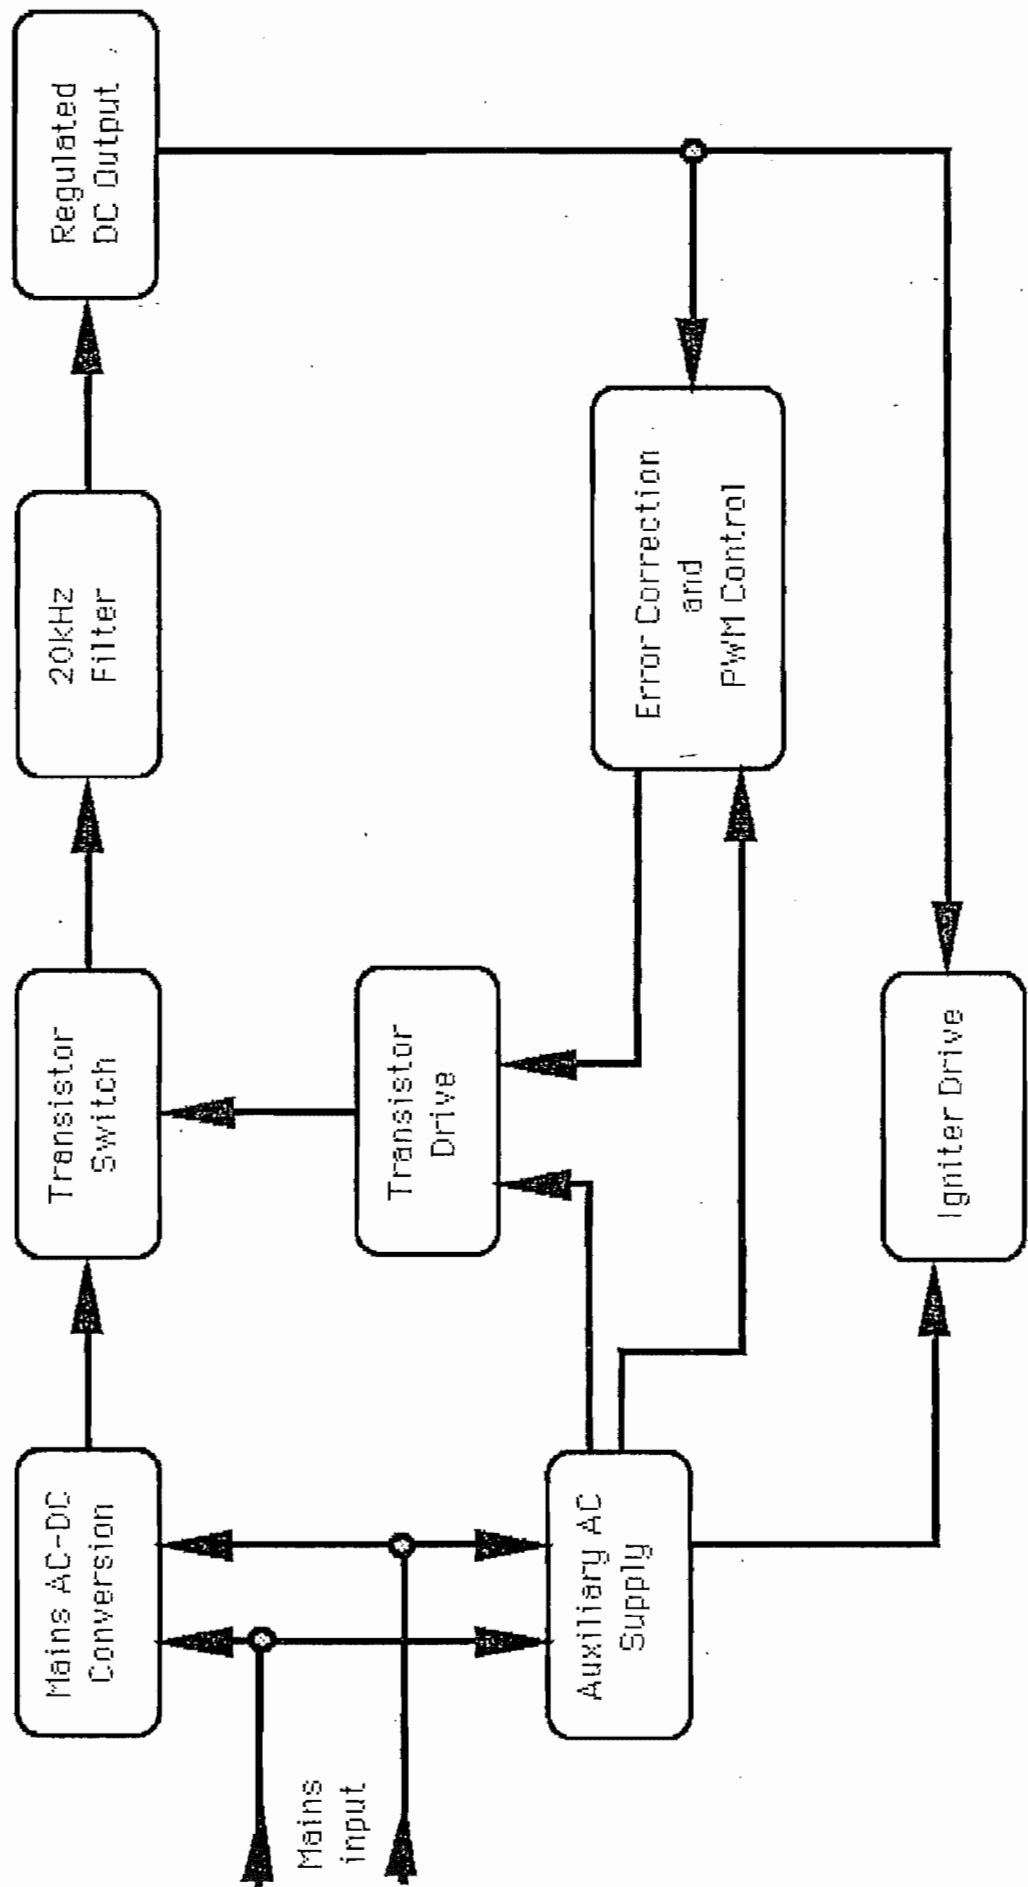 Mains
input
Mains AC-DC
Conversion
Transistor
Switch
20kHz
Filter
Regulated
DC Output
Transistor
Drive
Auxiliary AC
Supply
Error Correction
and
PWM Control
Igniter Drive